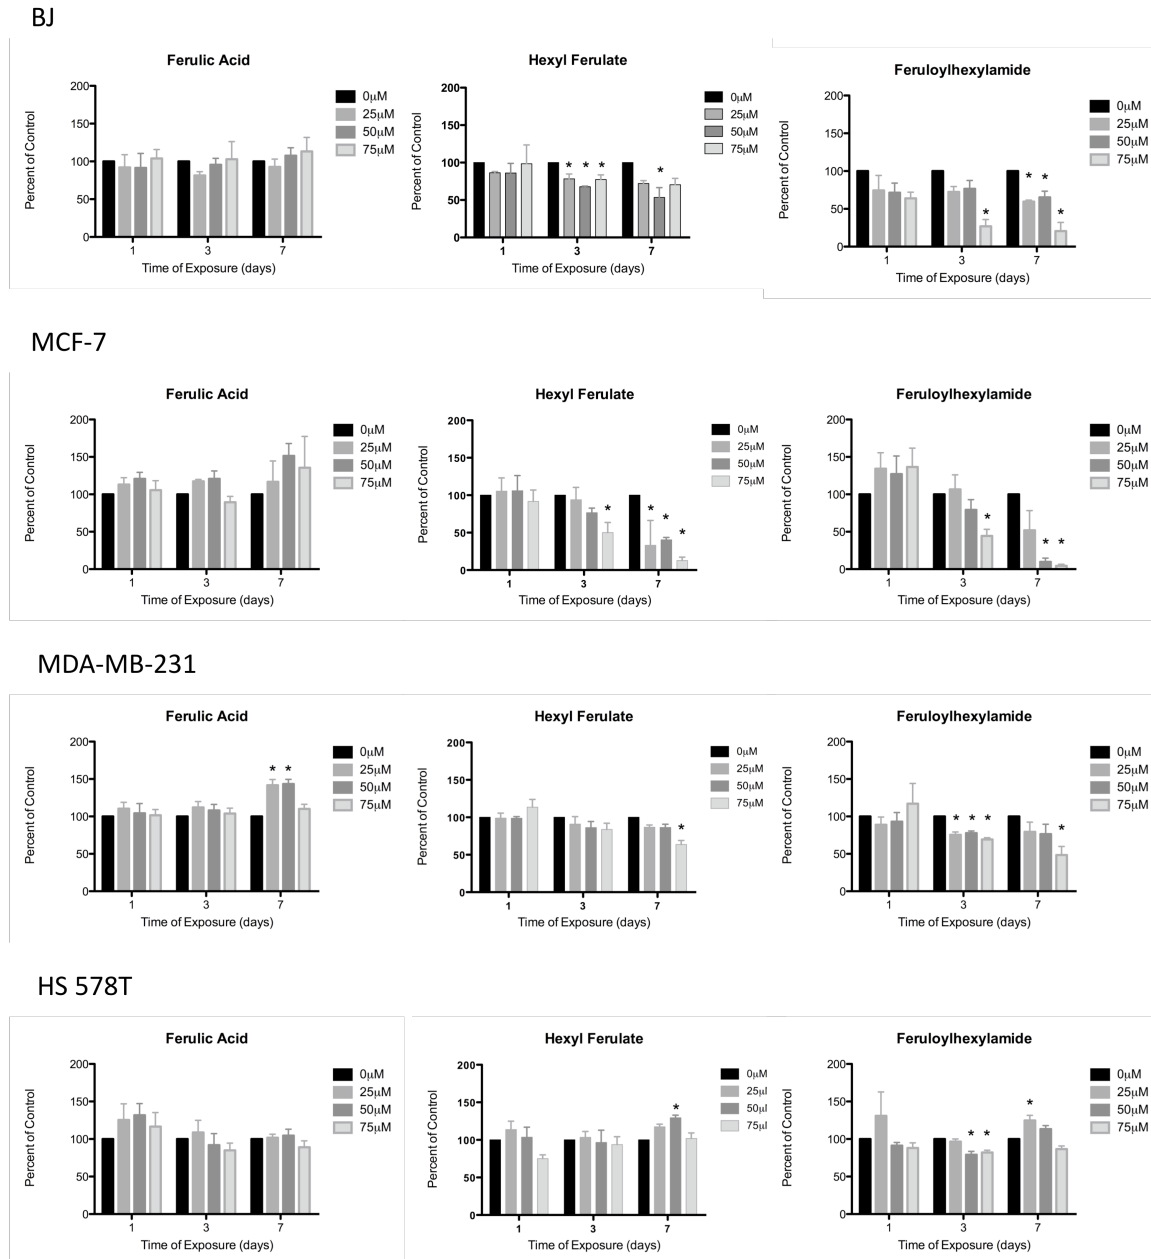 BJ
Ferulic Acid
Percent of Control
200
150
100
50
0
1 3 7
Time of Exposure (days)
0µM
25µM
50µM
75µM
Hexyl Ferulate
Percent of Control
200
150
100
50
0
* * *
*
1 3 7
Time of Exposure (days)
0µM
25µM
50µM
75µM
Feruloylhexylamide
Percent of Control
200
150
100
50
0
*
* * *
1 3 7
Time of Exposure (days)
0µM
25µM
50µM
75µM
MCF-7
Ferulic Acid
Percent of Control
200
150
100
50
0
1 3 7
Time of Exposure (days)
0µM
25µM
50µM
75µM
Hexyl Ferulate
Percent of Control
200
150
100
50
0
*
* * *
1 3 7
Time of Exposure (days)
0µM
25µM
50µM
75µM
Feruloylhexylamide
Percent of Control
200
150
100
50
0
*
* *
1 3 7
Time of Exposure (days)
0µM
25µM
50µM
75µM
MDA-MB-231
Ferulic Acid
Percent of Control
200
150
100
50
0
* *
1 3 7
Time of Exposure (days)
0µM
25µM
50µM
75µM
Hexyl Ferulate
Percent of Control
200
150
100
50
0
*
1 3 7
Time of Exposure (days)
0µM
25µM
50µM
75µM
Feruloylhexylamide
Percent of Control
200
150
100
50
0
* * *
*
1 3 7
Time of Exposure (days)
0µM
25µM
50µM
75µM
HS 578T
Ferulic Acid
Percent of Control
200
150
100
50
0
1 3 7
Time of Exposure (days)
0µM
25µM
50µM
75µM
Hexyl Ferulate
Percent of Control
200
150
100
50
0
*
1 3 7
Time of Exposure (days)
0µM
25µl
50µl
75µl
Feruloylhexylamide
Percent of Control
200
150
100
50
0
* *
*
1 3 7
Time of Exposure (days)
0µM
25µM
50µM
75µM